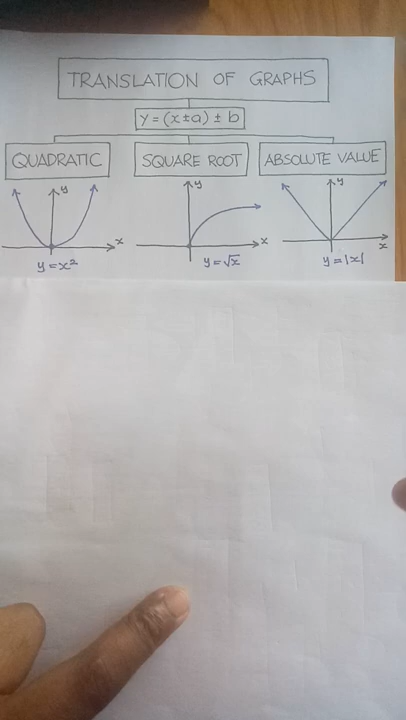 TRANSLATION OF GRAPHS
y = (x ± a) ± b
QUADRATIC
SQUARE ROOT
ABSOLUTE VALUE
y
y
y
x
x
x
y = x²
y = √x
y = |x|